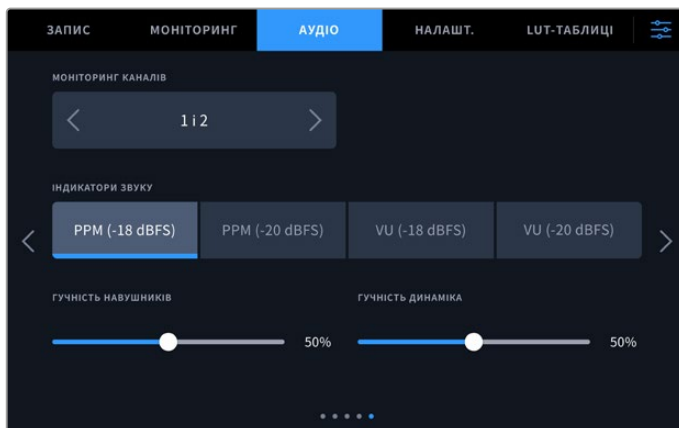 ЗАПИС МОНІТОРИНГ АУДІО НАЛАШТ. LUT-ТАБЛИЦІ
МОНІТОРИНГ КАНАЛІВ
1 і 2
ІНДИКАТОРИ ЗВУКУ
PPM (-18 dBFS) PPM (-20 dBFS) VU (-18 dBFS) VU (-20 dBFS)
ГУЧНІСТЬ НАВУШНИКІВ ГУЧНІСТЬ ДИНАМІКА
50% 50%